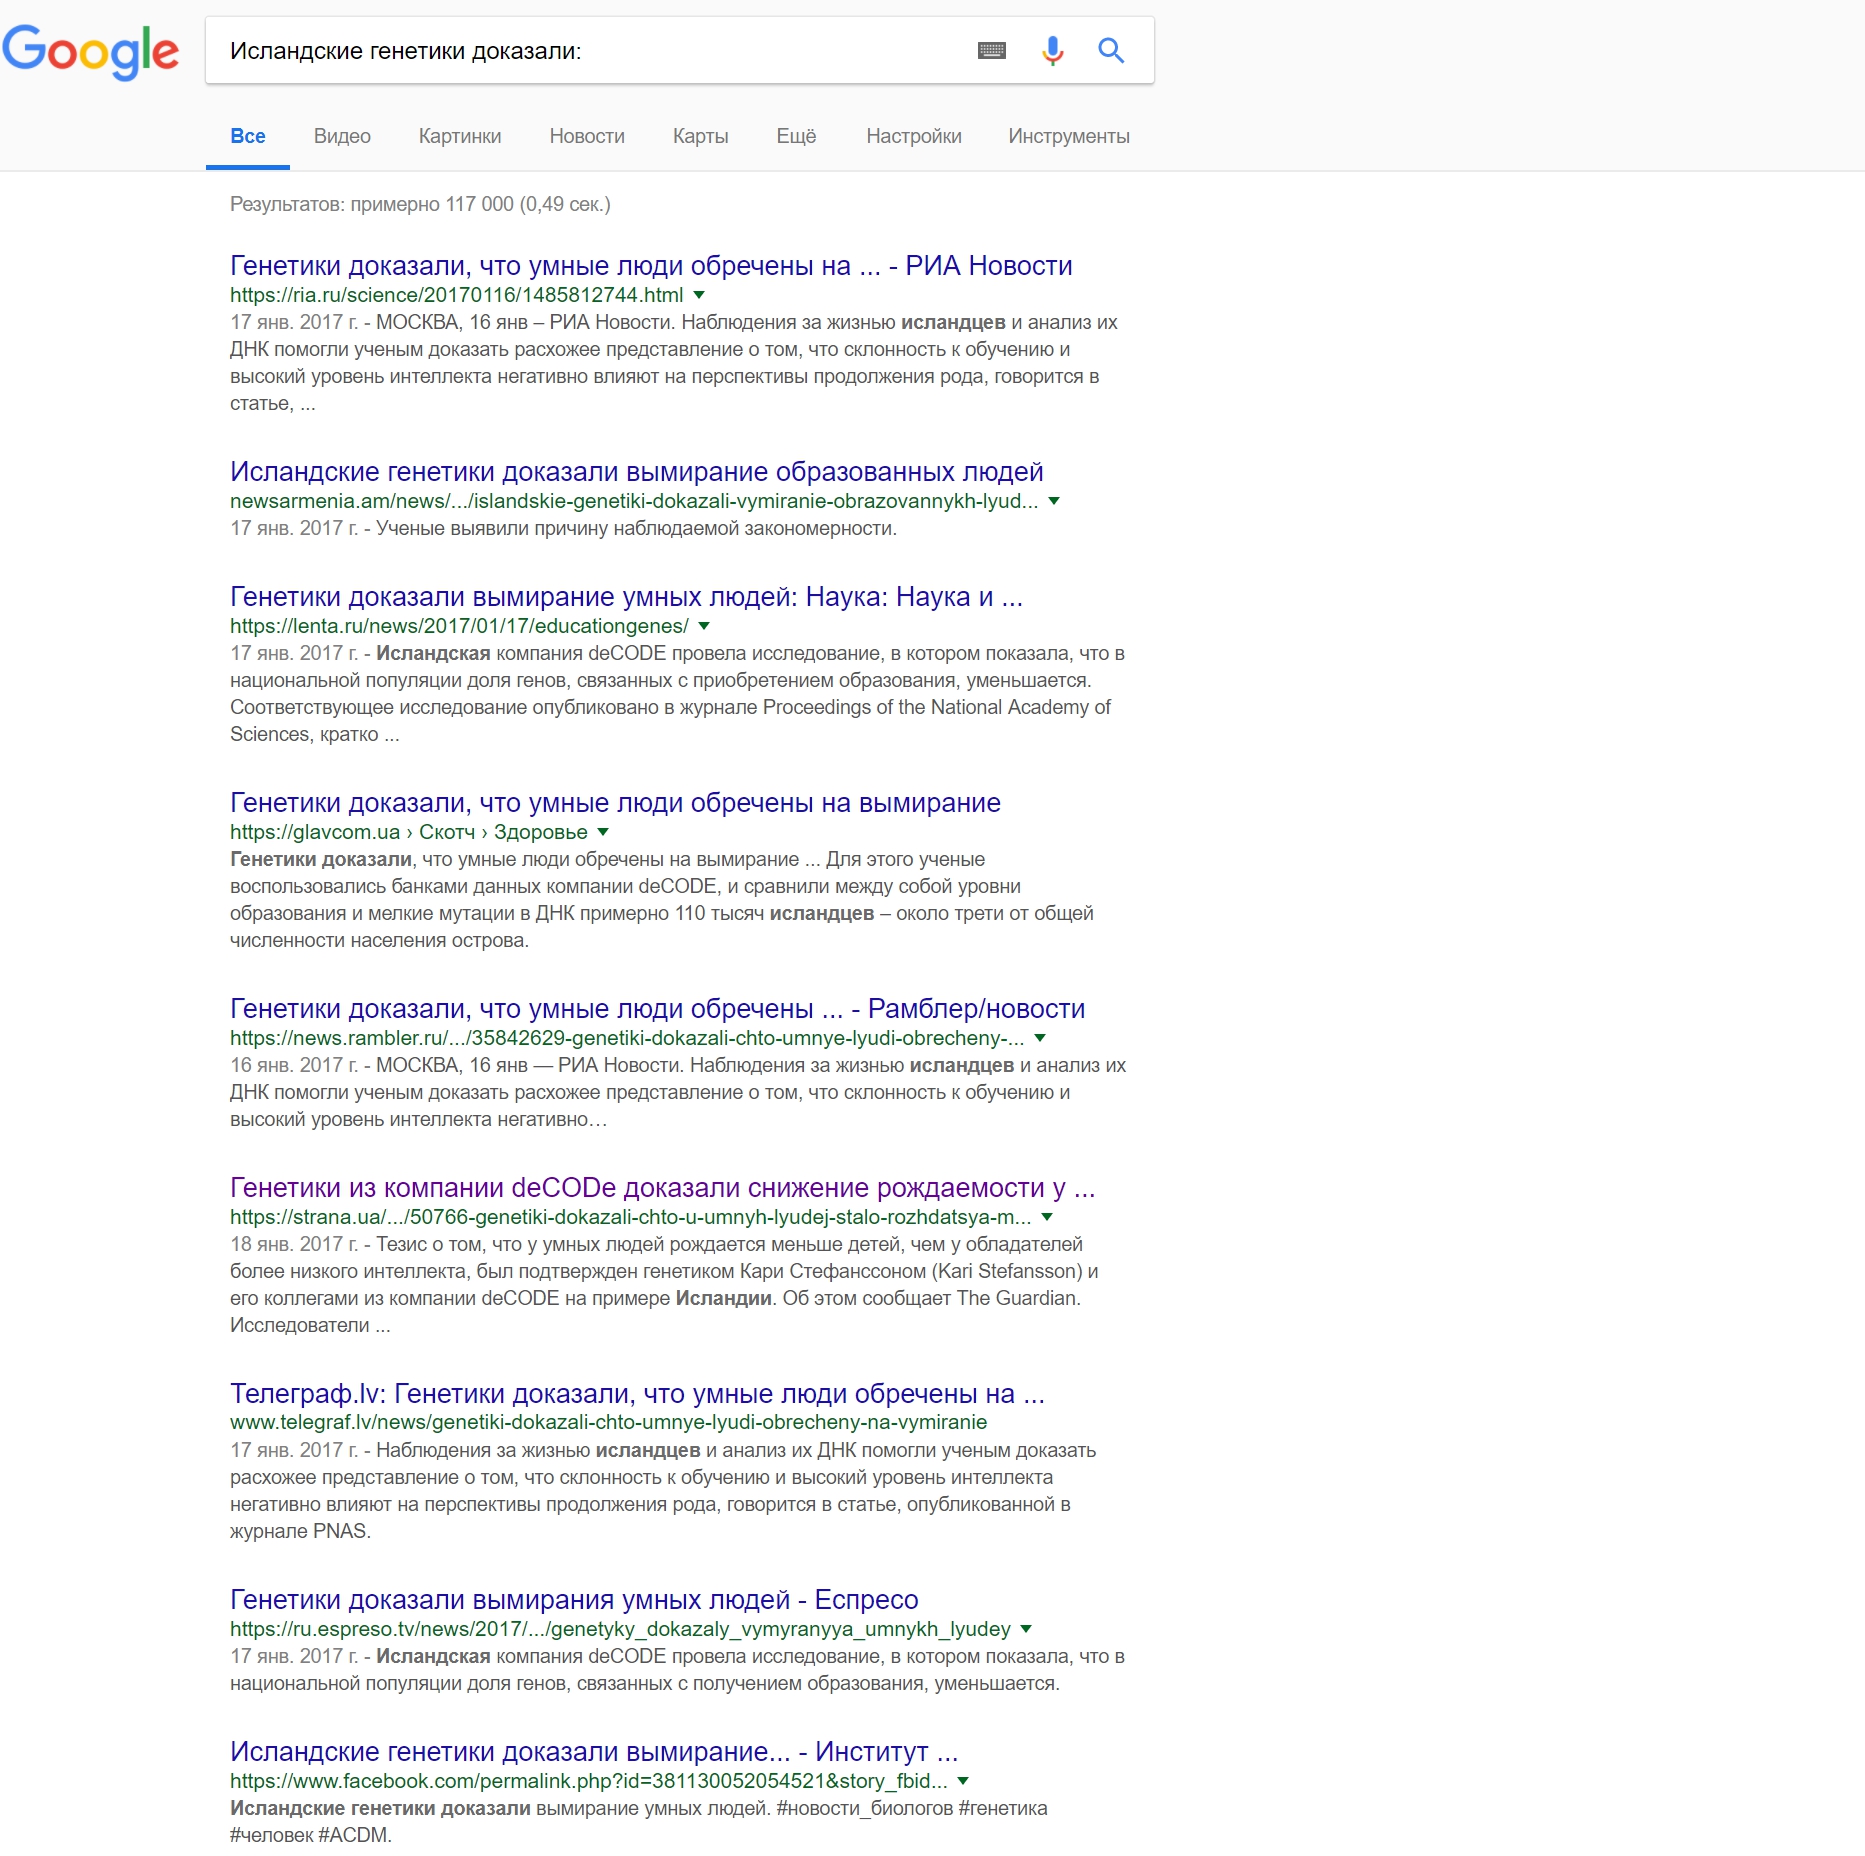 Google
Исландские генетики доказали:
Все Видео Картинки Новости Карты Ещё Настройки Инструменты
Результатов: примерно 117 000 (0,49 сек.)
Генетики доказали, что умные люди обречены на ... - РИА Новости
https://ria.ru/science/20170116/1485812744.html
17 янв. 2017 г. - МОСКВА, 16 янв – РИА Новости. Наблюдения за жизнью исландцев и анализ их
ДНК помогли ученым доказать расхожее представление о том, что склонность к обучению и
высокий уровень интеллекта негативно влияют на перспективы продолжения рода, говорится в
статье, ...
Исландские генетики доказали вымирание образованных людей
newsarmenia.am/news/.../islandskie-genetiki-dokazali-vymiranie-obrazovannykh-lyud...
17 янв. 2017 г. - Ученые выявили причину наблюдаемой закономерности.
Генетики доказали вымирание умных людей: Наука: Наука и ...
https://lenta.ru/news/2017/01/17/educationgenes/
17 янв. 2017 г. - Исландская компания deCODE провела исследование, в котором показала, что в
национальной популяции доля генов, связанных с приобретением образования, уменьшается.
Соответствующее исследование опубликовано в журнале Proceedings of the National Academy of
Sciences, кратко ...
Генетики доказали, что умные люди обречены на вымирание
https://glavcom.ua › Скотч › Здоровье
Генетики доказали, что умные люди обречены на вымирание ... Для этого ученые
воспользовались банками данных компании deCODE, и сравнили между собой уровни
образования и мелкие мутации в ДНК примерно 110 тысяч исландцев – около трети от общей
численности населения острова.
Генетики доказали, что умные люди обречены ... - Рамблер/новости
https://news.rambler.ru/.../35842629-genetiki-dokazali-chto-umnye-lyudi-obrecheny-...
16 янв. 2017 г. - МОСКВА, 16 янв — РИА Новости. Наблюдения за жизнью исландцев и анализ их
ДНК помогли ученым доказать расхожее представление о том, что склонность к обучению и
высокий уровень интеллекта негативно…
Генетики из компании deCODe доказали снижение рождаемости у ...
https://strana.ua/.../50766-genetiki-dokazali-chto-u-umnyh-lyudej-stalo-rozhdatsya-m...
18 янв. 2017 г. - Тезис о том, что у умных людей рождается меньше детей, чем у обладателей
более низкого интеллекта, был подтвержден генетиком Кари Стефанссоном (Kari Stefansson) и
его коллегами из компании deCODE на примере Исландии. Об этом сообщает The Guardian.
Исследователи ...
Телеграф.lv: Генетики доказали, что умные люди обречены на ...
www.telegraf.lv/news/genetiki-dokazali-chto-umnye-lyudi-obrecheny-na-vymiranie
17 янв. 2017 г. - Наблюдения за жизнью исландцев и анализ их ДНК помогли ученым доказать
расхожее представление о том, что склонность к обучению и высокий уровень интеллекта
негативно влияют на перспективы продолжения рода, говорится в статье, опубликованной в
журнале PNAS.
Генетики доказали вымирания умных людей - Еспресо
https://ru.espreso.tv/news/2017/.../genetyky_dokazaly_vymyranyya_umnykh_lyudey
17 янв. 2017 г. - Исландская компания deCODE провела исследование, в котором показала, что в
национальной популяции доля генов, связанных с получением образования, уменьшается.
Исландские генетики доказали вымирание... - Институт ...
https://www.facebook.com/permalink.php?id=381130052054521&story_fbid...
Исландские генетики доказали вымирание умных людей. #новости_биологов #генетика
#человек #ACDM.